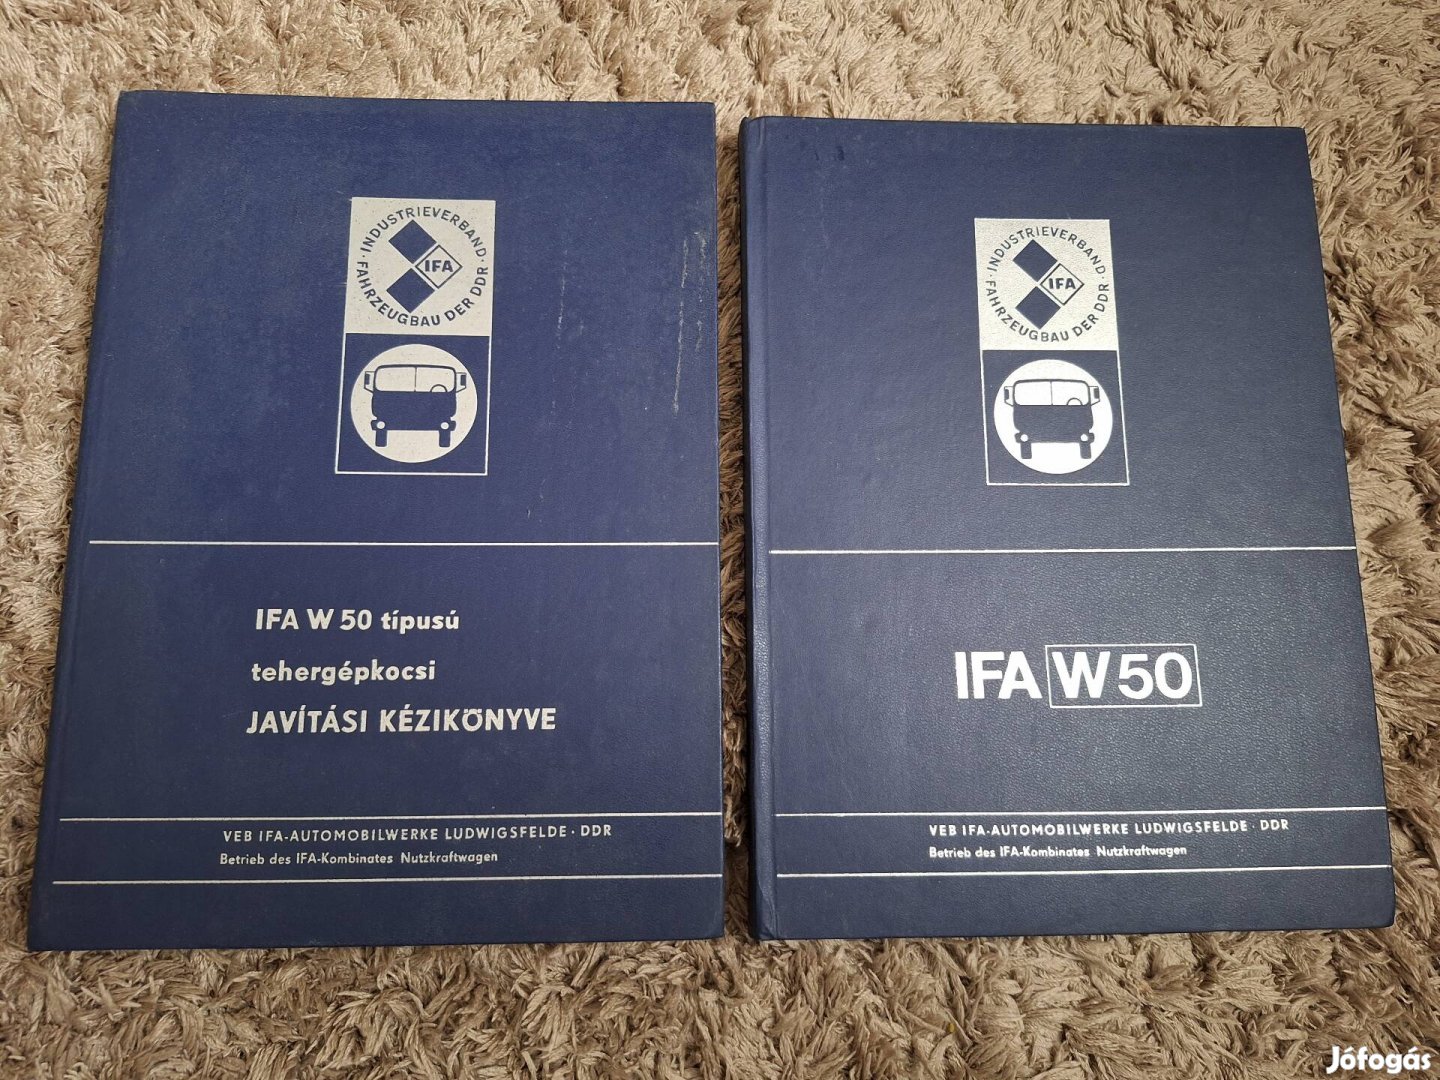 INDUSTRIEVERBAND
· FAHRZEUGBAU DER DDR ·
IFA
IFA W 50 típusú
tehergépkocsi
JAVÍTÁSI KÉZIKÖNYVE
VEB IFA-AUTOMOBILWERKE LUDWIGSFELDE · DDR
Betrieb des IFA-Kombinates Nutzkraftwagen
INDUSTRIEVERBAND
· FAHRZEUGBAU DER DDR ·
IFA
IFA W50
VEB IFA-AUTOMOBILWERKE LUDWIGSFELDE · DDR
Betrieb des IFA-Kombinates Nutzkraftwagen
Jófogás